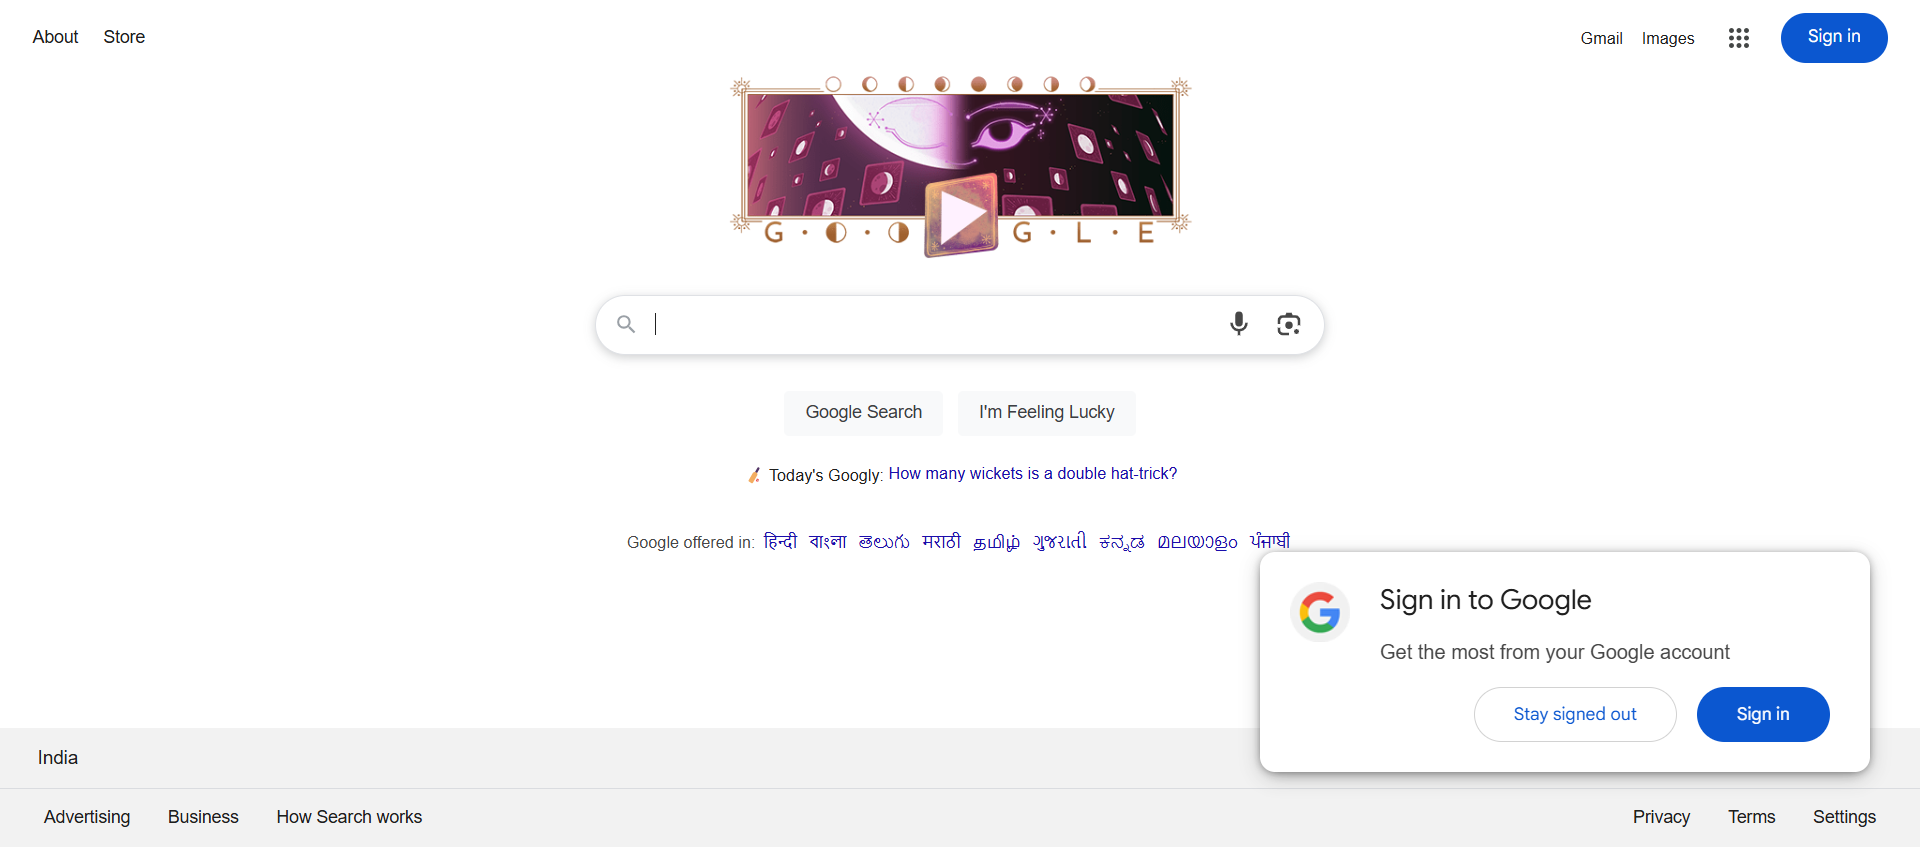 About Store
Gmail Images Sign in
G · O · O G · L · E
Google Search I'm Feeling Lucky
Today's Googly: How many wickets is a double hat-trick?
Google offered in: हिन्दी বাংলা తెలుగు मराठी தமிழ் ગુજરાતી ಕನ್ನಡ മലയാളം ਪੰਜਾਬੀ
Sign in to Google
Get the most from your Google account
Stay signed out Sign in
India
Advertising Business How Search works
Privacy Terms Settings